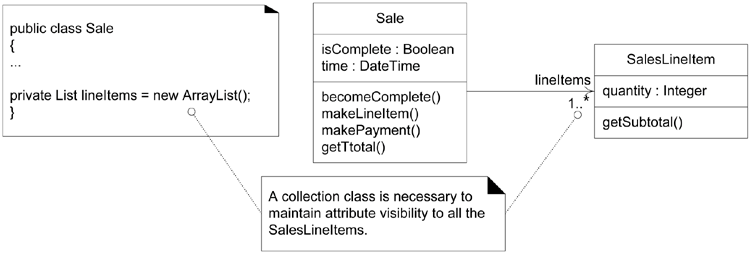 public class Sale
{
...
private List lineItems = new ArrayList();
}
Sale
isComplete : Boolean
time : DateTime
becomeComplete()
makeLineItem()
makePayment()
getTtotal()
lineItems
1..*
SalesLineItem
quantity : Integer
getSubtotal()
A collection class is necessary to
maintain attribute visibility to all the
SalesLineItems.